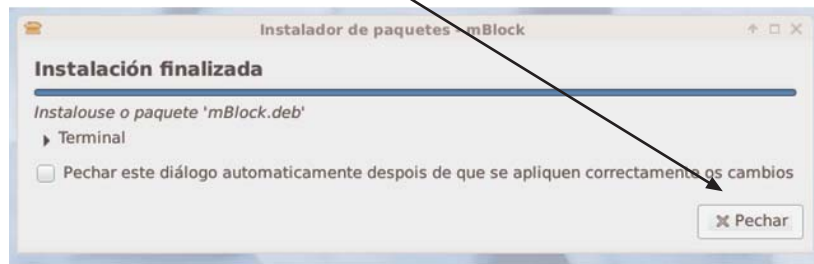 Instalador de paquetes - mBlock
Instalación finalizada
Instalouse o paquete 'mBlock.deb'
Terminal
Pechar este diálogo automaticamente despois de que se apliquen correctamente os cambios
Pechar